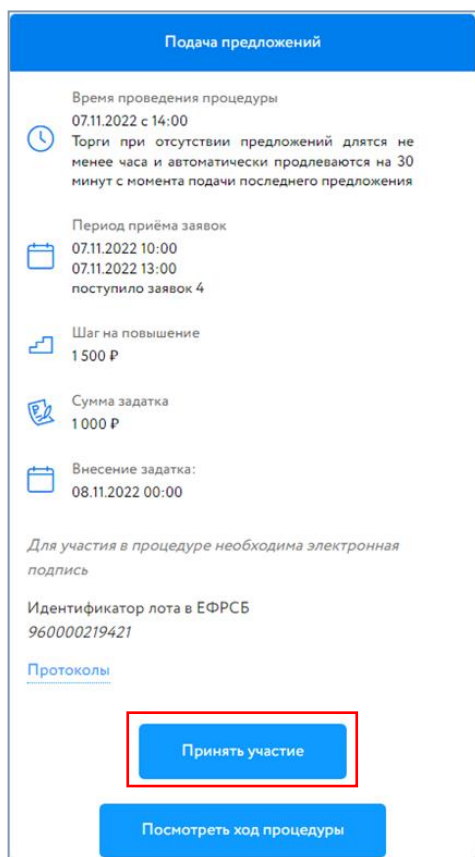 Подача предложений
Время проведения процедуры
07.11.2022 с 14:00
Торги при отсутствии предложений длятся не
менее часа и автоматически продлеваются на 30
минут с момента подачи последнего предложения
Период приёма заявок
07.11.2022 10:00
07.11.2022 13:00
поступило заявок 4
Шаг на повышение
1 500 ₽
Сумма задатка
1 000 ₽
Внесение задатка:
08.11.2022 00:00
Для участия в процедуре необходима электронная
подпись
Идентификатор лота в ЕФРСБ
960000219421
Протоколы
Принять участие
Посмотреть ход процедуры